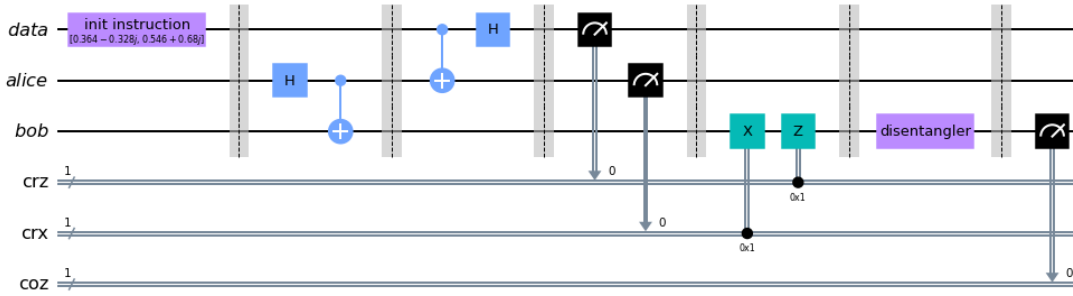 data
init instruction
[0.364 − 0.328j, 0.546 + 0.68j]
H
alice
H
bob
X
Z
disentangler
crz
1
0
0x1
crx
1
0
0x1
coz
1
0